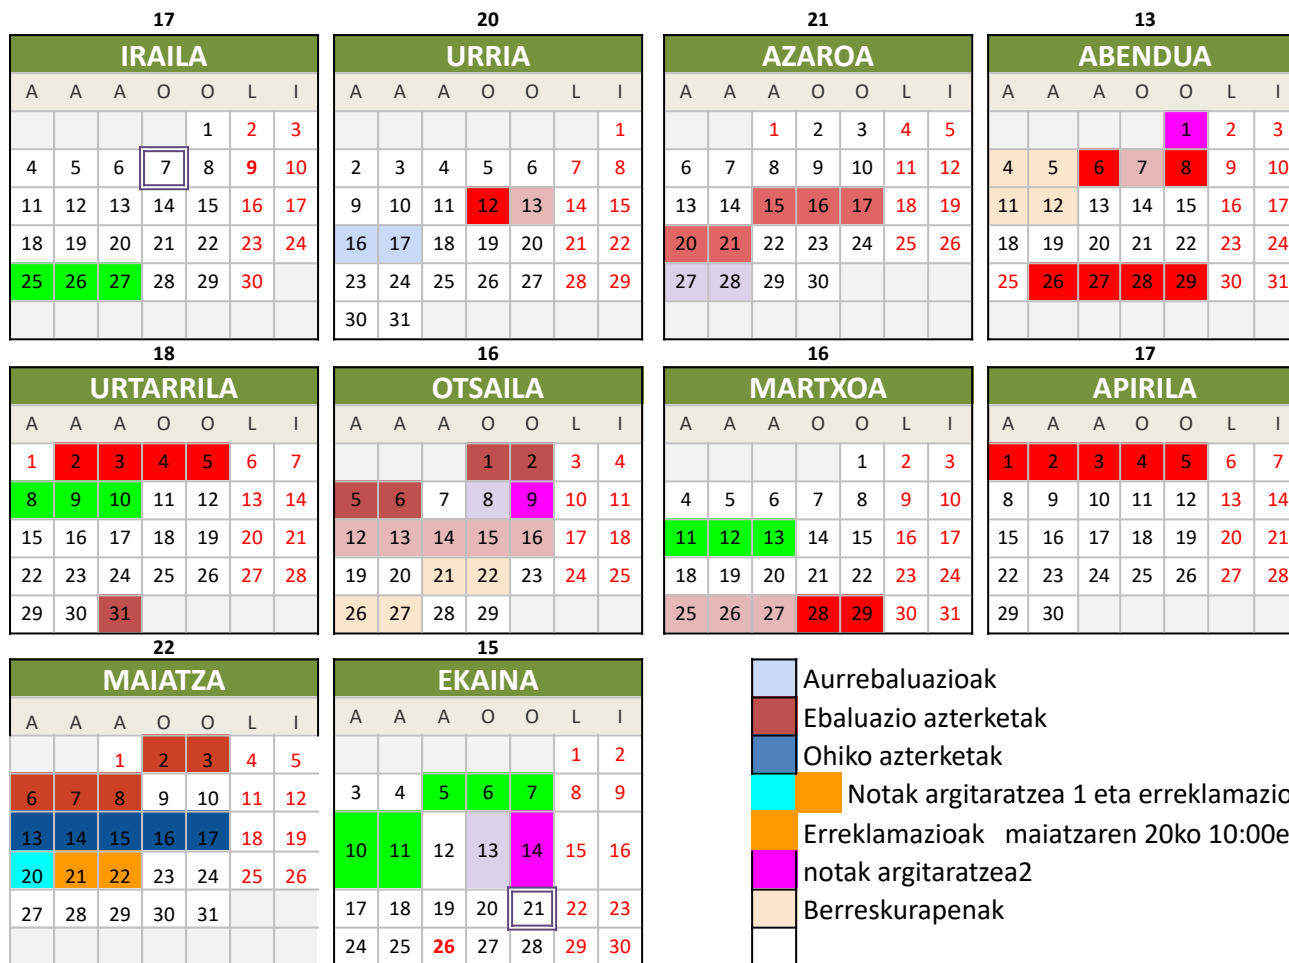 17 20 21 13
IRAILA URRIA AZAROA ABENDUA
A A A O O L I A A A O O L I A A A O O L I A A A O O L I
1 2 3 1 1 2 3 4 5 1 2 3
4 5 6 7 8 9 10 2 3 4 5 6 7 8 6 7 8 9 10 11 12 4 5 6 7 8 9 10
11 12 13 14 15 16 17 9 10 11 12 13 14 15 13 14 15 16 17 18 19 11 12 13 14 15 16 17
18 19 20 21 22 23 24 16 17 18 19 20 21 22 20 21 22 23 24 25 26 18 19 20 21 22 23 24
25 26 27 28 29 30 23 24 25 26 27 28 29 27 28 29 30 25 26 27 28 29 30 31
30 31
18 16 16 17
URTARRILA OTSAILA MARTXOA APIRILA
A A A O O L I A A A O O L I A A A O O L I A A A O O L I
1 2 3 4 5 6 7 1 2 3 4 1 2 3 1 2 3 4 5 6 7
8 9 10 11 12 13 14 5 6 7 8 9 10 11 4 5 6 7 8 9 10 8 9 10 11 12 13 14
15 16 17 18 19 20 21 12 13 14 15 16 17 18 11 12 13 14 15 16 17 15 16 17 18 19 20 21
22 23 24 25 26 27 28 19 20 21 22 23 24 25 18 19 20 21 22 23 24 22 23 24 25 26 27 28
29 30 31 26 27 28 29 25 26 27 28 29 30 31 29 30
22 15
MAIATZA EKAINA
A A A O O L I A A A O O L I
1 2 3 4 5 1 2
6 7 8 9 10 11 12 3 4 5 6 7 8 9
13 14 15 16 17 18 19 10 11 12 13 14 15 16
20 21 22 23 24 25 26 17 18 19 20 21 22 23
27 28 29 30 31 24 25 26 27 28 29 30
Aurrebaluazioak
Ebaluazio azterketak
Ohiko azterketak
Notak argitaratzea 1 eta erreklamazio
Erreklamazioak maiatzaren 20ko 10:00e
notak argitaratzea2
Berreskurapenak